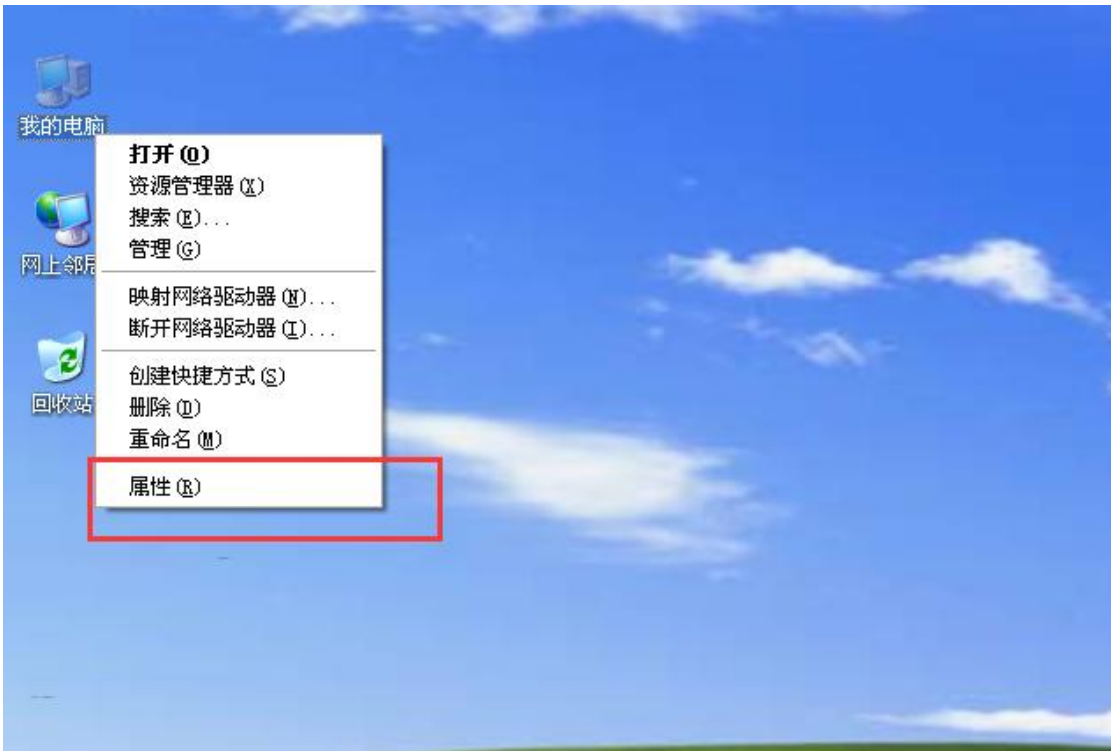 我的电脑
打开(O)
资源管理器(X)
搜索(E)...
管理(G)
网上邻居
映射网络驱动器(N)...
断开网络驱动器(I)...
创建快捷方式(S)
回收站
删除(D)
重命名(M)
属性(R)